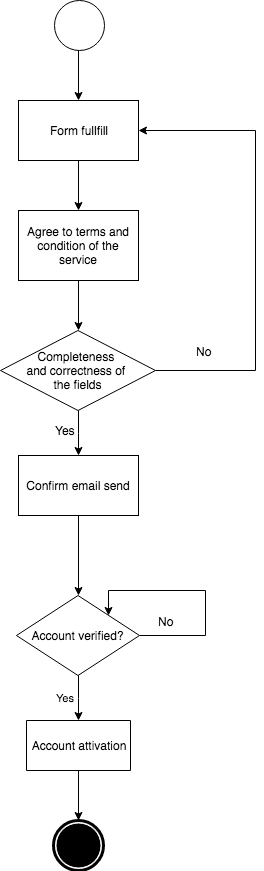 Form fullfill
Agree to terms and
condition of the
service
Completeness
and correctness of
the fields
No
Yes
Confirm email send
Account verified?
No
Yes
Account attivation